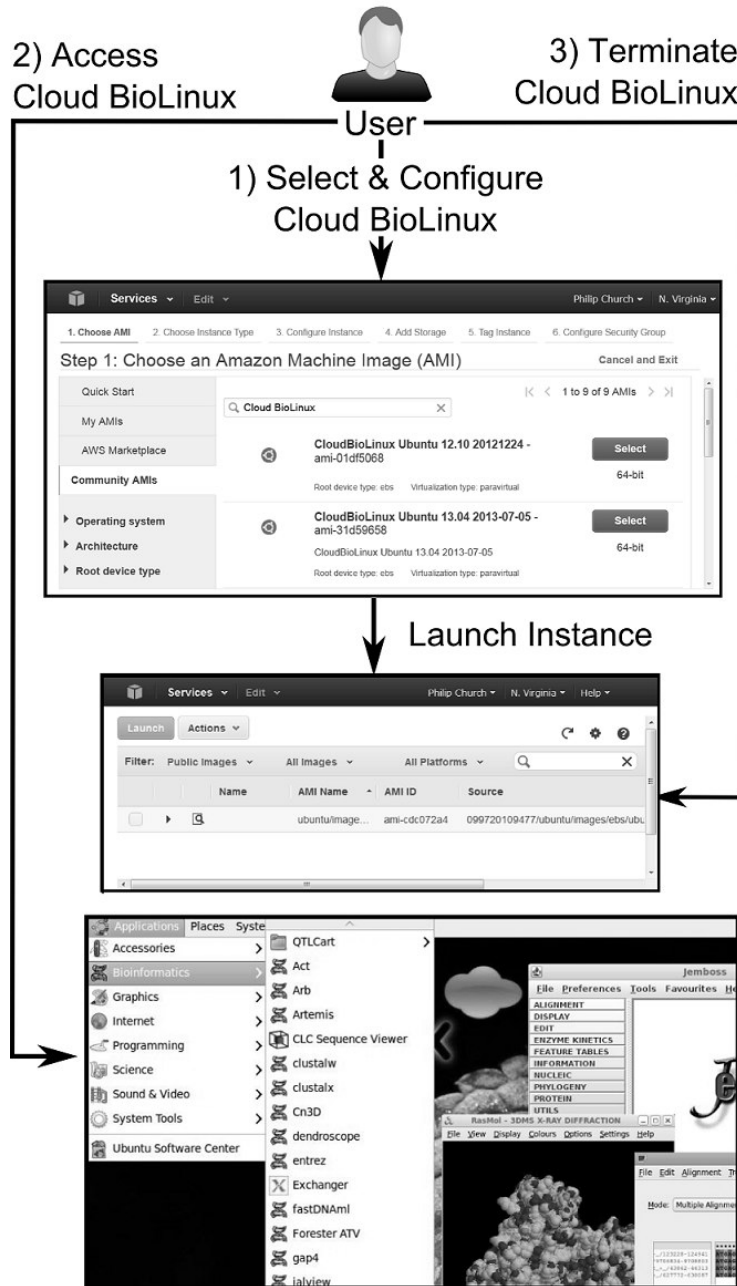 2) Access
Cloud BioLinux
3) Terminate
Cloud BioLinux
User
1) Select & Configure
Cloud BioLinux
Services Edit Philip Church N. Virginia
1. Choose AMI 2. Choose Instance Type 3. Configure Instance 4. Add Storage 5. Tag Instance 6. Configure Security Group
Step 1: Choose an Amazon Machine Image (AMI) Cancel and Exit
Quick Start
My AMIs
AWS Marketplace
Community AMIs
Operating system
Architecture
Root device type
1 to 9 of 9 AMIs
Cloud BioLinux
CloudBioLinux Ubuntu 12.10 20121224 -
ami-01df5068
Root device type: ebs Virtualization type: paravirtual
Select
64-bit
CloudBioLinux Ubuntu 13.04 2013-07-05 -
ami-31d59658
CloudBioLinux Ubuntu 13.04 2013-07-05
Root device type: ebs Virtualization type: paravirtual
Select
64-bit
Launch Instance
Services Edit Philip Church N. Virginia Help
Launch Actions
Filter: Public Images All Images All Platforms
Name AMI Name AMI ID Source
ubuntu/image... ami-cdc072a4 099720109477/ubuntu/images/ebs/ubu
Applications Places Syste
Accessories
Bioinformatics
Graphics
Internet
Programming
Science
Sound & Video
System Tools
Ubuntu Software Center
QTLCart
Act
Arb
Artemis
CLC Sequence Viewer
clustalw
clustalx
Cn3D
dendroscope
entrez
Exchanger
fastDNAml
Forester ATV
gap4
jalview
Jemboss
File Preferences Tools Favourites He
ALIGNMENT
DISPLAY
EDIT
ENZYME KINETICS
FEATURE TABLES
INFORMATION
NUCLEIC
PHYLOGENY
PROTEIN
UTILS
Je
RasMol - 3DMS X-RAY DIFFRACTION
File View Display Colours Options Settings Help
File Edit Alignment Tr
Mode: Multiple Alignme